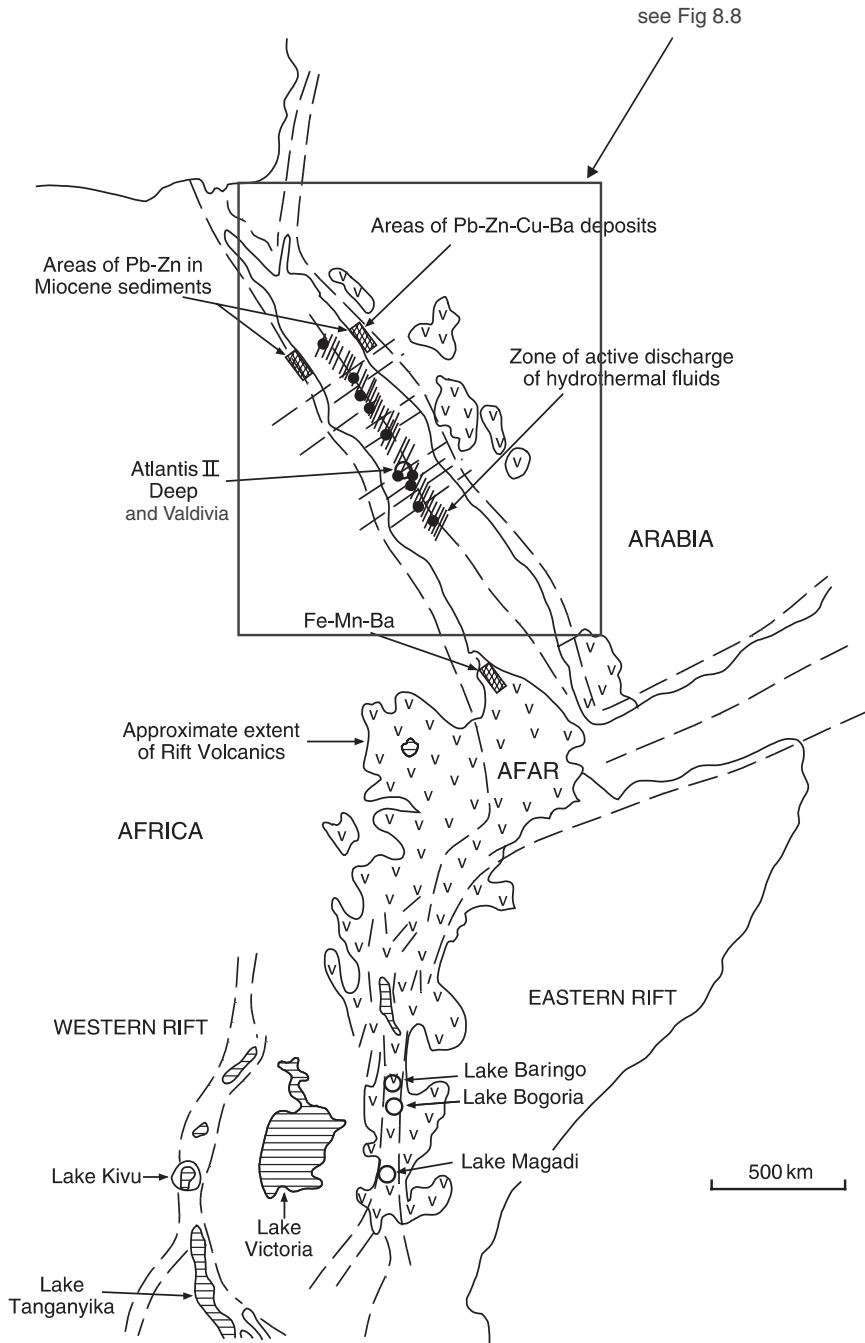 see Fig 8.8
Areas of Pb-Zn-Cu-Ba deposits
Areas of Pb-Zn in
Miocene sediments
Zone of active discharge
of hydrothermal fluids
Atlantis II
Deep
and Valdivia
ARABIA
Fe-Mn-Ba
Approximate extent
of Rift Volcanics
AFAR
AFRICA
EASTERN RIFT
WESTERN RIFT
Lake Baringo
Lake Bogoria
Lake Magadi
Lake Kivu
500 km
Lake
Victoria
Lake
Tanganyika